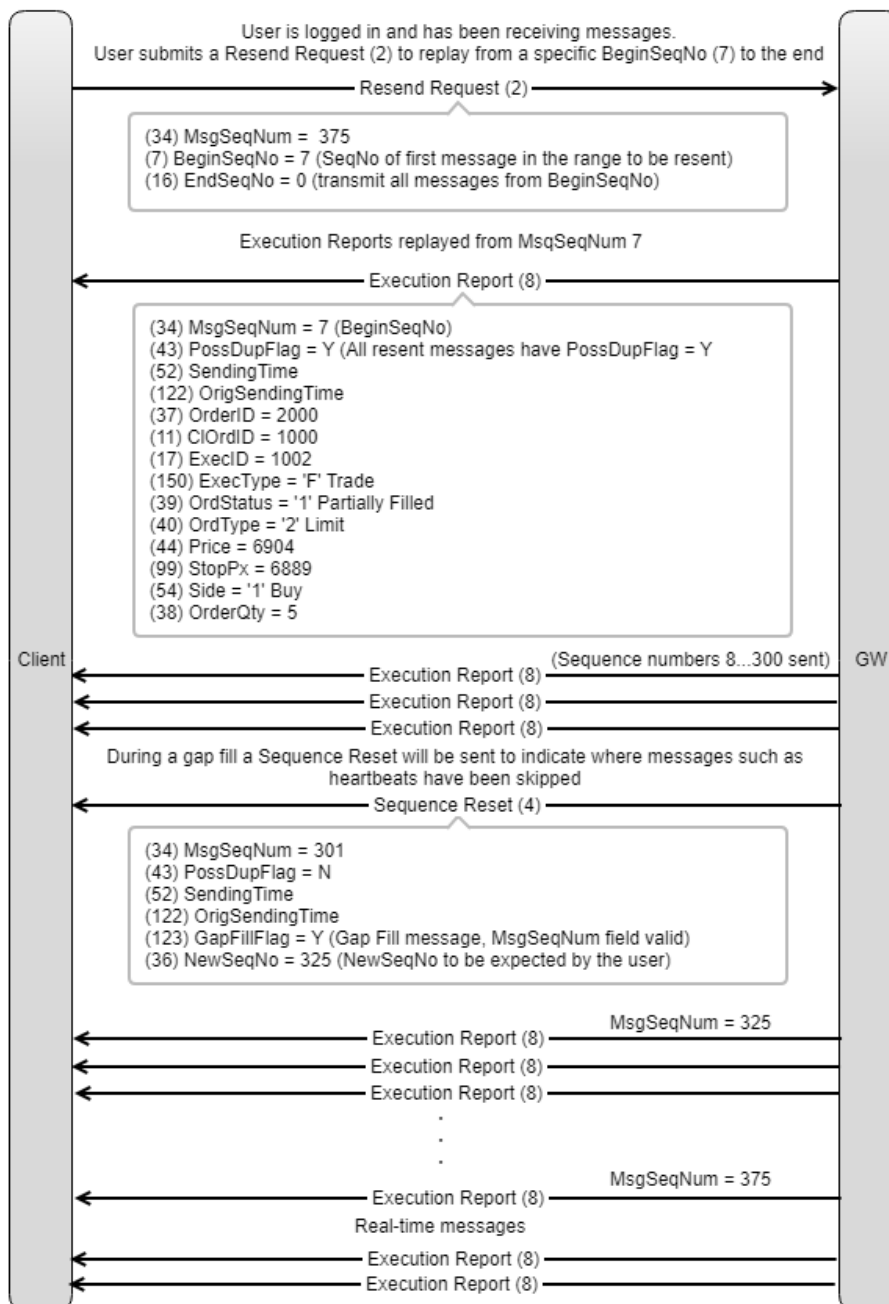 User is logged in and has been receiving messages.
User submits a Resend Request (2) to replay from a specific BeginSeqNo (7) to the end
Resend Request (2)
(34) MsgSeqNum = 375
(7) BeginSeqNo = 7 (SeqNo of first message in the range to be resent)
(16) EndSeqNo = 0 (transmit all messages from BeginSeqNo)
Execution Reports replayed from MsqSeqNum 7
Execution Report (8)
(34) MsgSeqNum = 7 (BeginSeqNo)
(43) PossDupFlag = Y (All resent messages have PossDupFlag = Y
(52) SendingTime
(122) OrigSendingTime
(37) OrderID = 2000
(11) ClOrdID = 1000
(17) ExecID = 1002
(150) ExecType = 'F' Trade
(39) OrdStatus = '1' Partially Filled
(40) OrdType = '2' Limit
(44) Price = 6904
(99) StopPx = 6889
(54) Side = '1' Buy
(38) OrderQty = 5
Client
(Sequence numbers 8...300 sent)
GW
Execution Report (8)
Execution Report (8)
Execution Report (8)
During a gap fill a Sequence Reset will be sent to indicate where messages such as
heartbeats have been skipped
Sequence Reset (4)
(34) MsgSeqNum = 301
(43) PossDupFlag = N
(52) SendingTime
(122) OrigSendingTime
(123) GapFillFlag = Y (Gap Fill message, MsgSeqNum field valid)
(36) NewSeqNo = 325 (NewSeqNo to be expected by the user)
MsgSeqNum = 325
Execution Report (8)
Execution Report (8)
Execution Report (8)
.
.
.
MsgSeqNum = 375
Execution Report (8)
Real-time messages
Execution Report (8)
Execution Report (8)